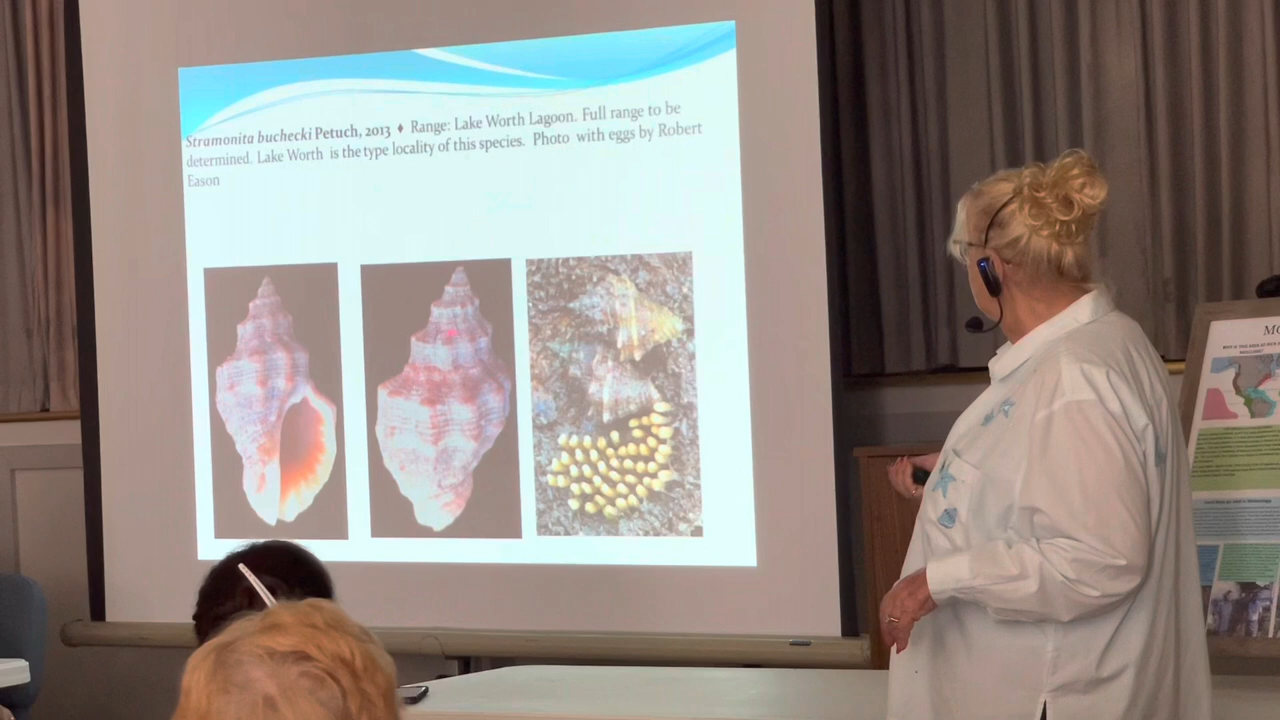 Stramonita buchecki Petuch, 2013 ♦ Range: Lake Worth Lagoon. Full range to be
determined. Lake Worth is the type locality of this species. Photo with eggs by Robert
Eason